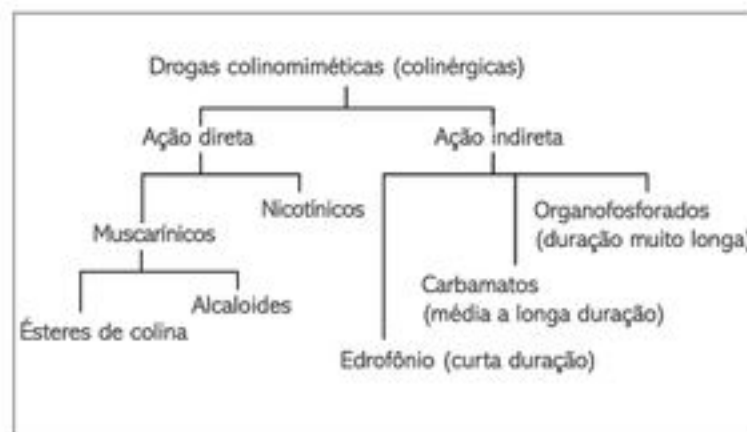 Drogas colinomiméticas (colinérgicas)
Ação direta
Ação indireta
Nicotínicos
Organofosforados
(duração muito longa)
Muscarínicos
Carbamatos
(média a longa duração)
Alcaloides
Ésteres de colina
Edrofônio (curta duração)